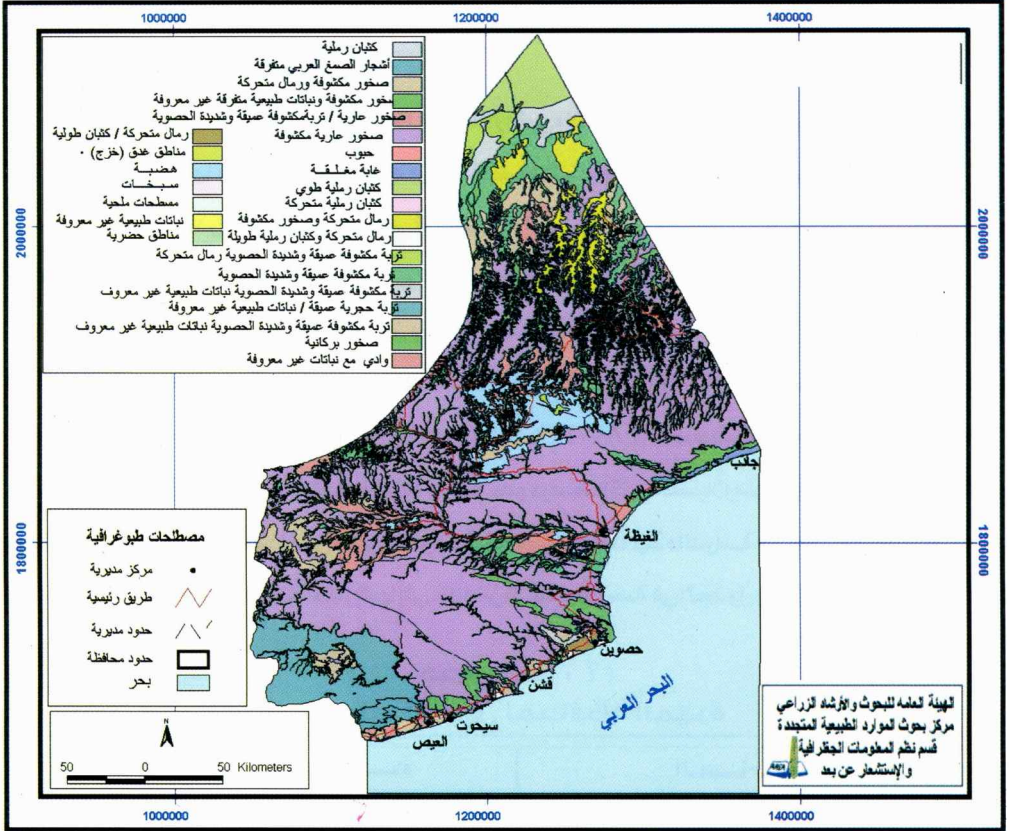 1000000
1200000
1400000
2000000
1800000
2000000
1800000
كثبان رملية
أشجار الصمغ العربي متفرقة
صخور مكشوفة ورمال متحركة
صخور مكشوفة ونباتات طبيعية متفرقة غير معروفة
صخور عارية / تربةمكشوفة عميقة وشديدة الحصوية
صخور عارية مكشوفة
حبوب
غابة مغلقة
كثبان رملية طوي
كثبان رملية متحركة
رمال متحركة وصخور مكشوفة
رمال متحركة وكثبان رملية طويلة
تربة مكشوفة عميقة وشديدة الحصوية رمال متحركة
تربة مكشوفة عميقة وشديدة الحصوية
تربة مكشوفة عميقة وشديدة الحصوية نباتات طبيعية غير معروف
تربة حجرية عميقة / نباتات طبيعية غير معروفة
تربة مكشوفة عميقة وشديدة الحصوية نباتات طبيعية غير معروف
صخور بركانية
وادي مع نباتات غير معروفة
رمال متحركة / كثبان طولية
مناطق غدق (خزج) ٠
هضبة
سبخات
مسطحات ملحية
نباتات طبيعية غير معروفة
مناطق حضرية
جاذب
الغيظة
حصوين
قشن
سيحوت
العيص
البحر العربي
مصطلحات طبوغرافية
مركز مديرية
طريق رئيسية
حدود مديرية
حدود محافظة
بحر
N
50 0 50 Kilometers
الهيئة العامه للبحوث والأرشاد الزراعي
مركز بحوث الموارد الطبيعية المتجددة
قسم نظم المعلومات الجغرافية
والإستشعار عن بعد
1000000
1200000
1400000